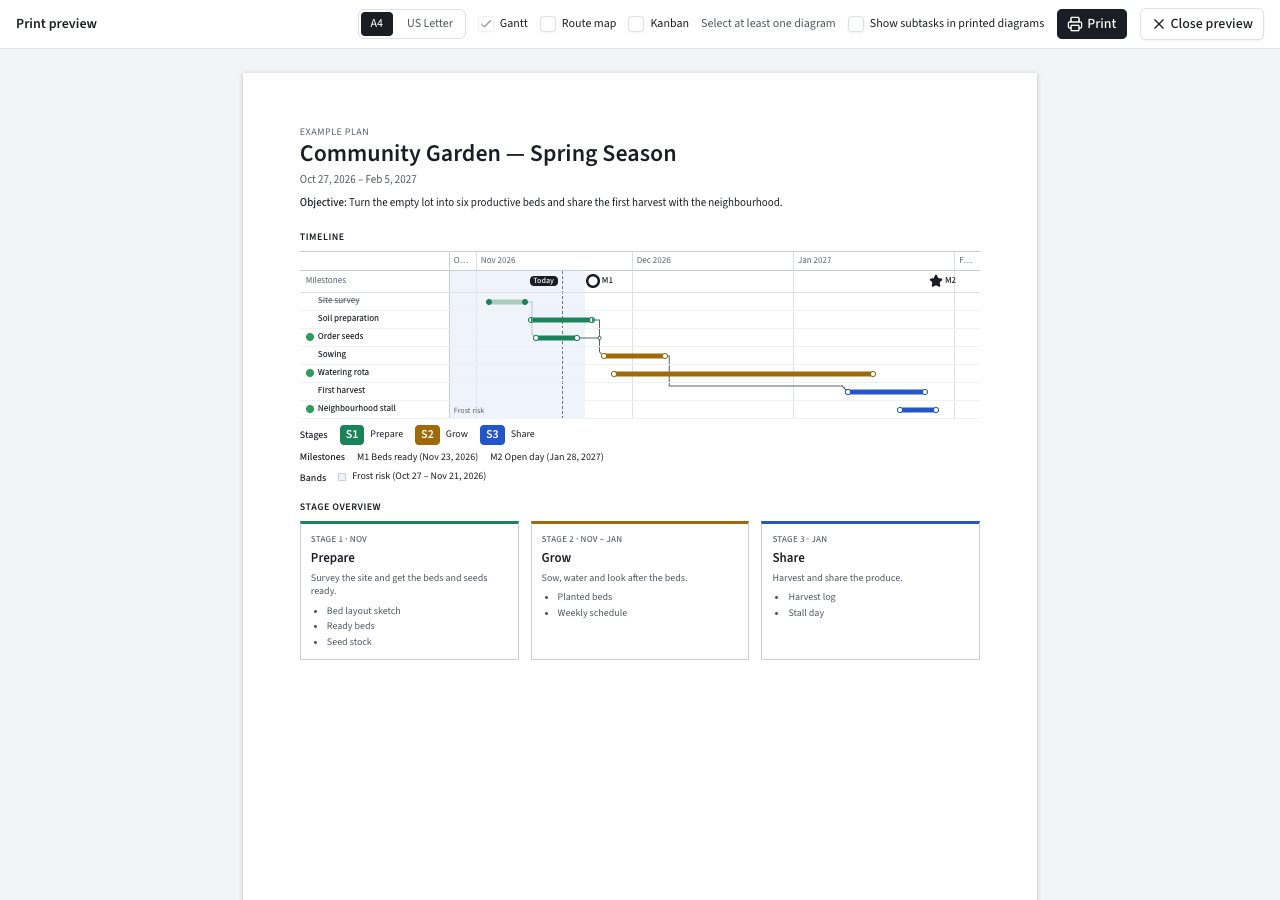 Print preview
A4 US Letter Gantt Route map Kanban Select at least one diagram Show subtasks in printed diagrams Print Close preview
EXAMPLE PLAN
Community Garden — Spring Season
Oct 27, 2026 – Feb 5, 2027
Objective: Turn the empty lot into six productive beds and share the first harvest with the neighbourhood.
TIMELINE
O… Nov 2026 Dec 2026 Jan 2027 F…
Milestones Today M1 M2
Site survey
Soil preparation
Order seeds
Sowing
Watering rota
First harvest
Neighbourhood stall Frost risk
Stages S1 Prepare S2 Grow S3 Share
Milestones M1 Beds ready (Nov 23, 2026) M2 Open day (Jan 28, 2027)
Bands Frost risk (Oct 27 – Nov 21, 2026)
STAGE OVERVIEW
STAGE 1 · NOV
Prepare
Survey the site and get the beds and seeds
ready.
• Bed layout sketch
• Ready beds
• Seed stock
STAGE 2 · NOV – JAN
Grow
Sow, water and look after the beds.
• Planted beds
• Weekly schedule
STAGE 3 · JAN
Share
Harvest and share the produce.
• Harvest log
• Stall day